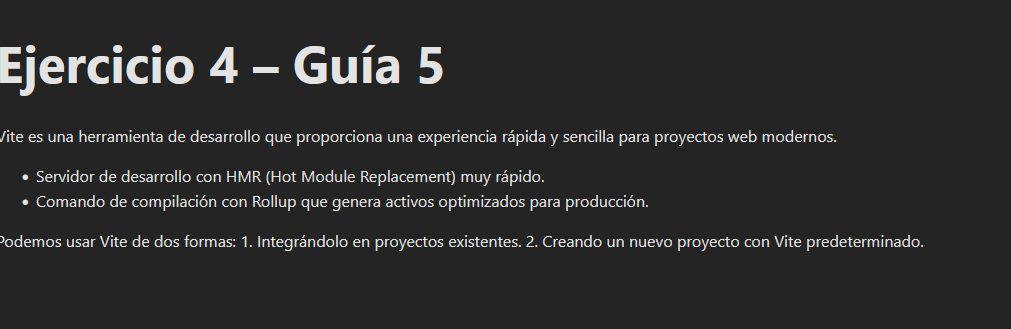 Ejercicio 4 – Guía 5
Vite es una herramienta de desarrollo que proporciona una experiencia rápida y sencilla para proyectos web modernos.
• Servidor de desarrollo con HMR (Hot Module Replacement) muy rápido.
• Comando de compilación con Rollup que genera activos optimizados para producción.
Podemos usar Vite de dos formas: 1. Integrándolo en proyectos existentes. 2. Creando un nuevo proyecto con Vite predeterminado.